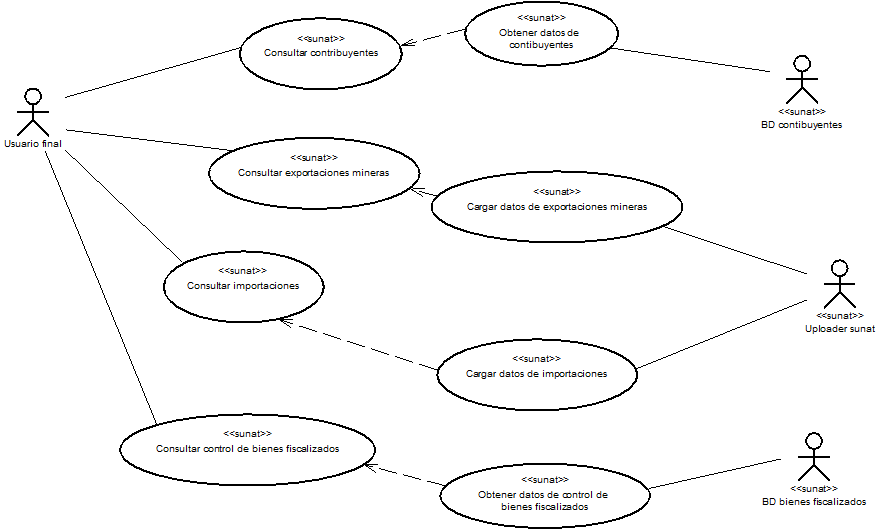 <<sunat>>
Consultar contribuyentes
<<sunat>>
Obtener datos de
contibuyentes
<<sunat>>
BD contibuyentes
Usuario final
<<sunat>>
Consultar exportaciones mineras
<<sunat>>
Cargar datos de exportaciones mineras
<<sunat>>
Consultar importaciones
<<sunat>>
Uploader sunat
<<sunat>>
Cargar datos de importaciones
<<sunat>>
Consultar control de bienes fiscalizados
<<sunat>>
Obtener datos de control de
bienes fiscalizados
<<sunat>>
BD bienes fiscalizados